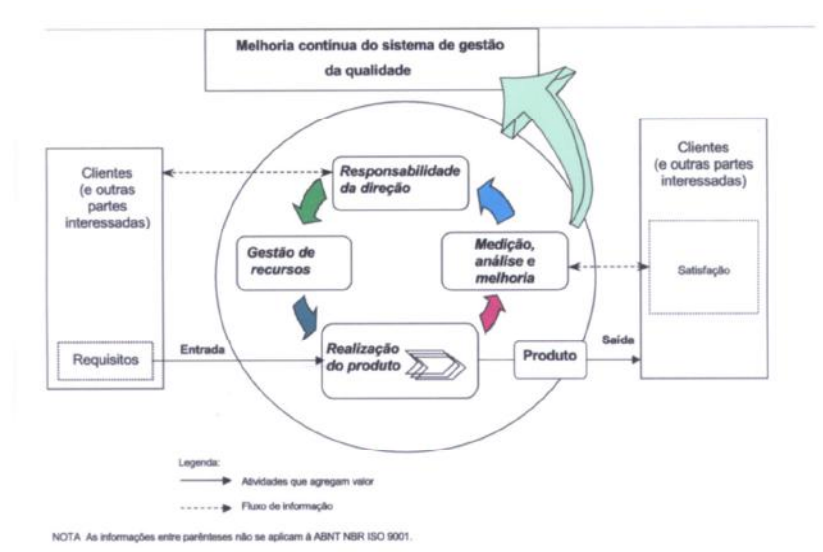 Melhoria contínua do sistema de gestão
da qualidade
Clientes
(e outras
partes
interessadas)
Responsabilidade
da direção
Clientes
(e outras partes
interessadas)
Gestão de
recursos
Medição,
análise e
melhoria
Satisfação
Requisitos
Entrada
Realização
do produto
Produto
Saída
Legenda:
Atividades que agregam valor
Fluxo de informação
NOTA As informações entre parênteses não se aplicam à ABNT NBR ISO 9001.